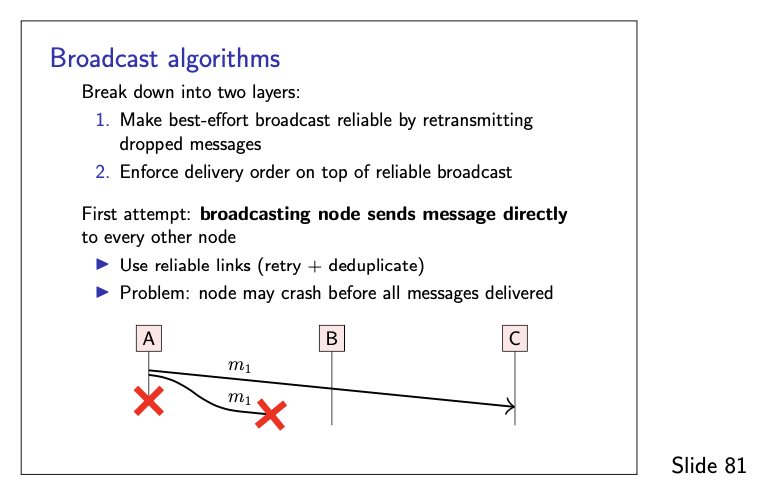 Broadcast algorithms
Break down into two layers:
1. Make best-effort broadcast reliable by retransmitting
dropped messages
2. Enforce delivery order on top of reliable broadcast
First attempt: broadcasting node sends message directly
to every other node
▶ Use reliable links (retry + deduplicate)
▶ Problem: node may crash before all messages delivered
A B C
m₁
m₁
Slide 81